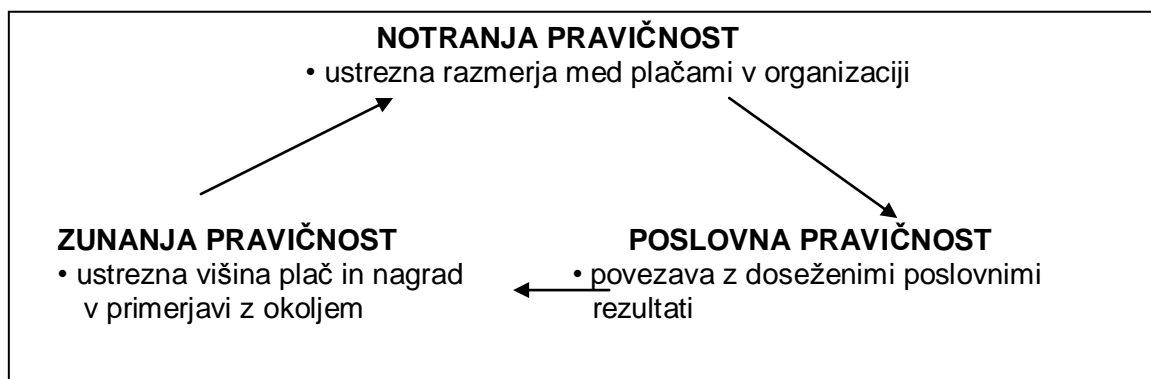 NOTRANJA PRAVIČNOST
• ustrezna razmerja med plačami v organizaciji
ZUNANJA PRAVIČNOST
• ustrezna višina plač in nagrad
v primerjavi z okoljem
POSLOVNA PRAVIČNOST
• povezava z doseženimi poslovnimi
rezultati